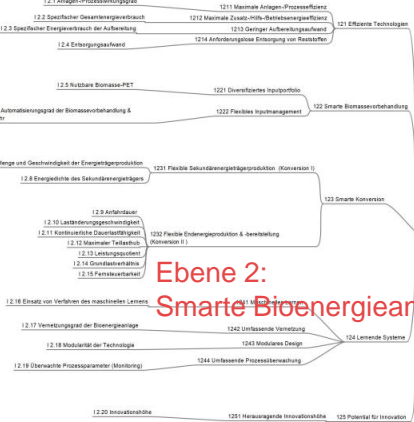 I 2.1 Anlagen-/Prozesswirkungsgrad
1211 Maximale Anlagen-/Prozesseffizienz
I 2.2 Spezifischer Gesamtenergieverbrauch
1212 Maximale Zusatz-/Hilfs-/Betriebsenergieeffizienz
121 Effiziente Technologien
I 2.3 Spezifischer Energieverbrauch der Aufbereitung
1213 Geringer Aufbereitungsaufwand
I 2.4 Entsorgungsaufwand
1214 Anforderungslose Entsorgung von Reststoffen
I 2.5 Nutzbare Biomasse-PET
1221 Diversifiziertes Inputportfolio
122 Smarte Biomassevorbehandlung
Automatisierungsgrad der Biomassevorbehandlung &
1222 Flexibles Inputmanagement
Menge und Geschwindigkeit der Energieträgerproduktion
1231 Flexible Sekundärenergieträgerproduktion (Konversion I)
I 2.8 Energiedichte des Sekundärenergieträgers
123 Smarte Konversion
I 2.9 Anfahrdauer
I 2.10 Laständerungsgeschwindigkeit
I 2.11 Kontinuierliche Dauerlastfähigkeit
1232 Flexible Endenergieproduktion & -bereitstellung
(Konversion II )
I 2.12 Maximaler Teillasthub
I 2.13 Leistungsquotient
I 2.14 Grundlastverhältnis
I 2.15 Fernsteuerbarkeit
Ebene 2:
Smarte Bioenergiean
I 2.16 Einsatz von Verfahren des maschinellen Lernens
1241 Maschinelles Lernen
I 2.17 Vernetzungsgrad der Bioenergieanlage
1242 Umfassende Vernetzung
124 Lernende Systeme
I 2.18 Modularität der Technologie
1243 Modulares Design
I 2.19 Überwachte Prozessparameter (Monitoring)
1244 Umfassende Prozessüberwachung
I 2.20 Innovationshöhe
1251 Herausragende Innovationshöhe
125 Potential für Innovation